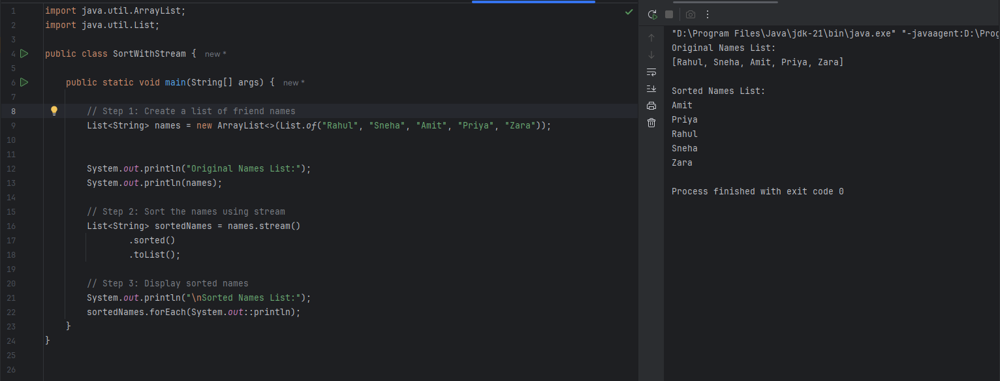 1 import java.util.ArrayList;
2 import java.util.List;
3
4 public class SortWithStream { new *
5
6 public static void main(String[] args) { new *
7
8 // Step 1: Create a list of friend names
9 List<String> names = new ArrayList<>(List.of("Rahul", "Sneha", "Amit", "Priya", "Zara"));
10
11
12 System.out.println("Original Names List:");
13 System.out.println(names);
14
15 // Step 2: Sort the names using stream
16 List<String> sortedNames = names.stream()
17 .sorted()
18 .toList();
19
20 // Step 3: Display sorted names
21 System.out.println("\nSorted Names List:");
22 sortedNames.forEach(System.out::println);
23 }
24 }
25
26
"D:\Program Files\Java\jdk-21\bin\java.exe" "-javaagent:D:\Prog
Original Names List:
[Rahul, Sneha, Amit, Priya, Zara]
Sorted Names List:
Amit
Priya
Rahul
Sneha
Zara
Process finished with exit code 0